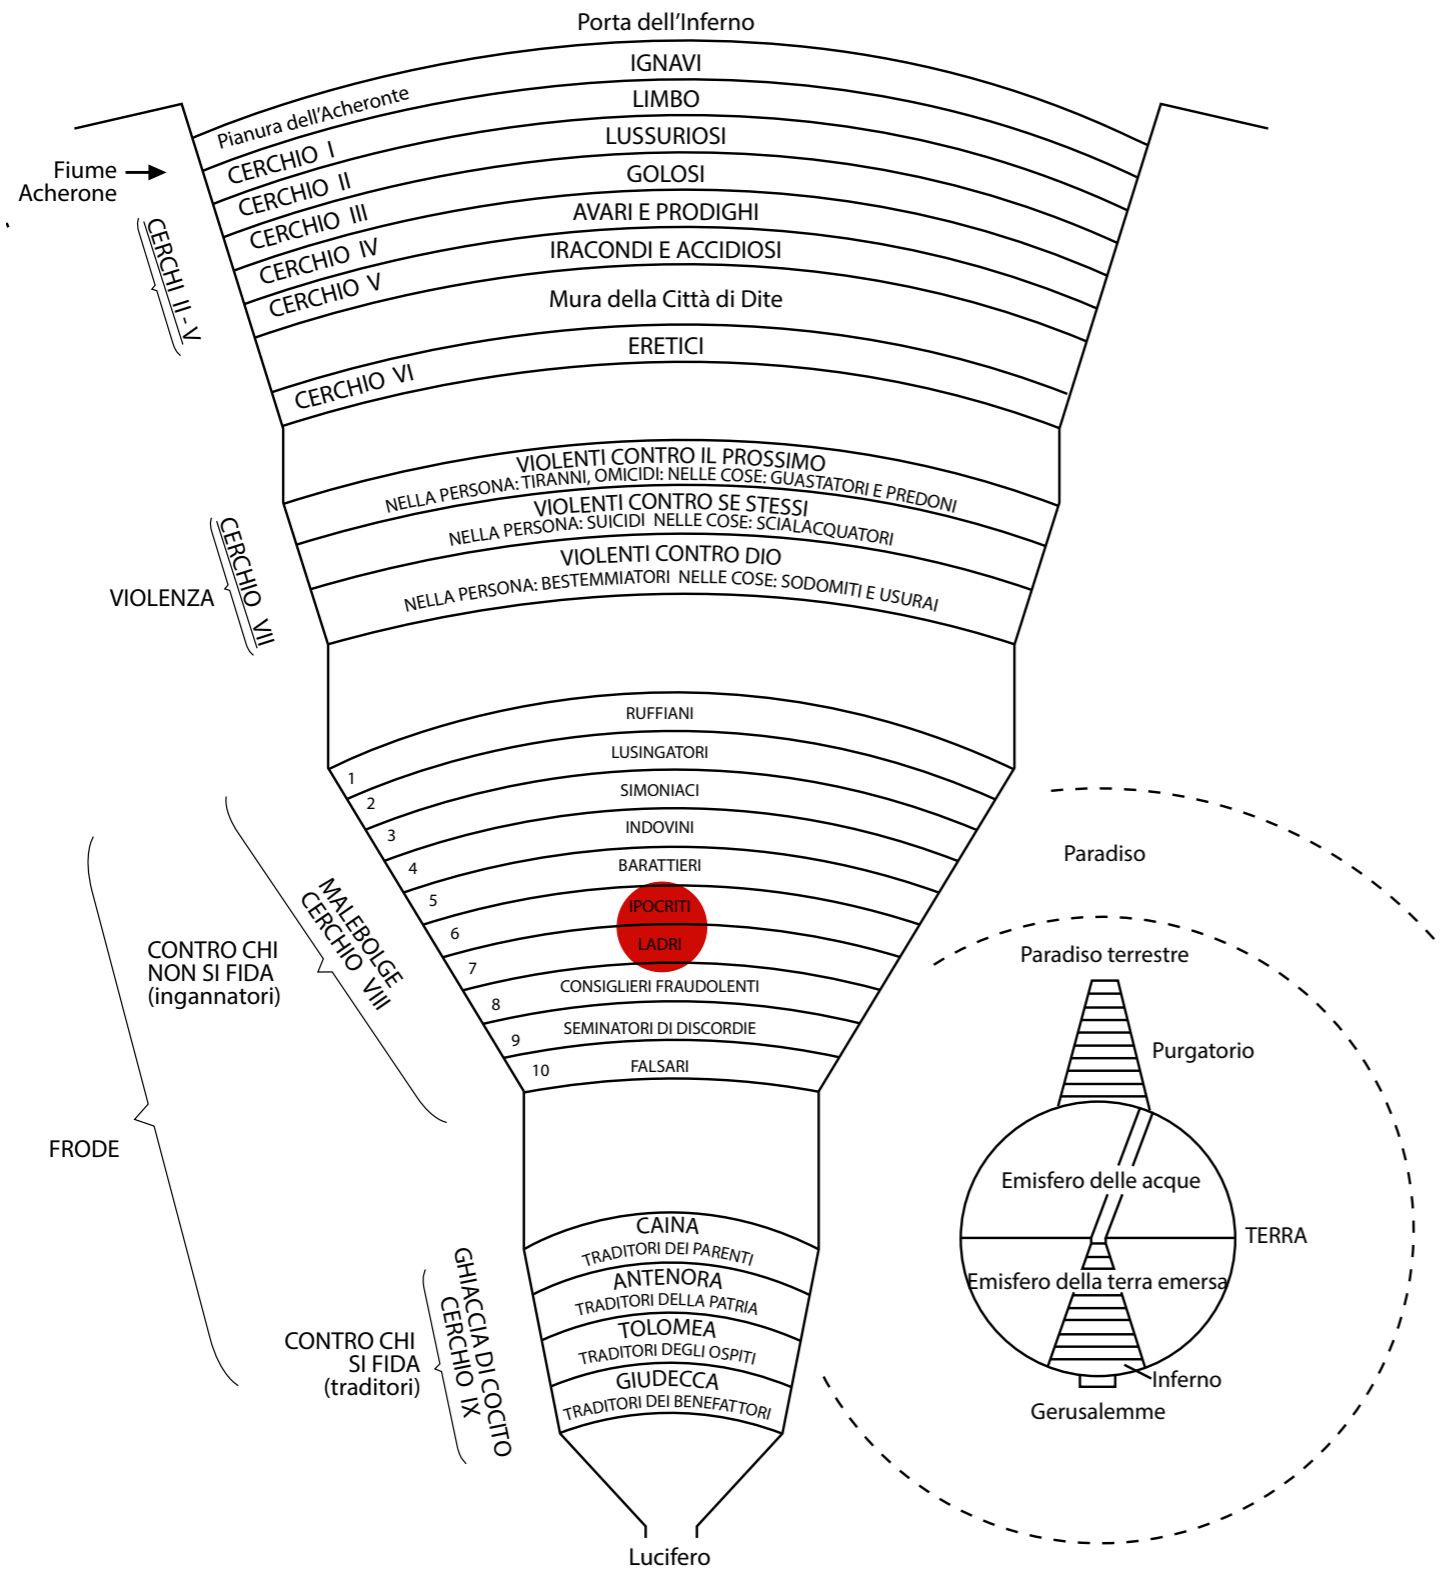 Porta dell'Inferno
IGNAVI
Pianura dell'Acheronte
LIMBO
CERCHIO I
LUSSURIOSI
CERCHIO II
GOLOSI
CERCHIO III
AVARI E PRODIGHI
CERCHIO IV
IRACONDI E ACCIDIOSI
CERCHIO V
Mura della Città di Dite
ERETICI
CERCHIO VI
Fiume
Acherone
CERCHI II - V
VIOLENTI CONTRO IL PROSSIMO
NELLA PERSONA: TIRANNI, OMICIDI: NELLE COSE: GUASTATORI E PREDONI
VIOLENTI CONTRO SE STESSI
NELLA PERSONA: SUICIDI NELLE COSE: SCIALACQUATORI
VIOLENTI CONTRO DIO
NELLA PERSONA: BESTEMMIATORI NELLE COSE: SODOMITI E USURAI
CERCHIO VII
VIOLENZA
RUFFIANI
1
LUSINGATORI
2
SIMONIACI
3
INDOVINI
4
BARATTIERI
5
IPOCRITI
6
LADRI
7
CONSIGLIERI FRAUDOLENTI
8
SEMINATORI DI DISCORDIE
9
FALSARI
10
MALEBOLGE
CERCHIO VIII
CONTRO CHI
NON SI FIDA
(ingannatori)
FRODE
CAINA
TRADITORI DEI PARENTI
ANTENORA
TRADITORI DELLA PATRIA
TOLOMEA
TRADITORI DEGLI OSPITI
GIUDECCA
TRADITORI DEI BENEFATTORI
GHIACCIA DI COCITO
CERCHIO IX
CONTRO CHI
SI FIDA
(traditori)
Lucifero
Paradiso
Paradiso terrestre
Purgatorio
Emisfero delle acque
TERRA
Emisfero della terra emersa
Inferno
Gerusalemme